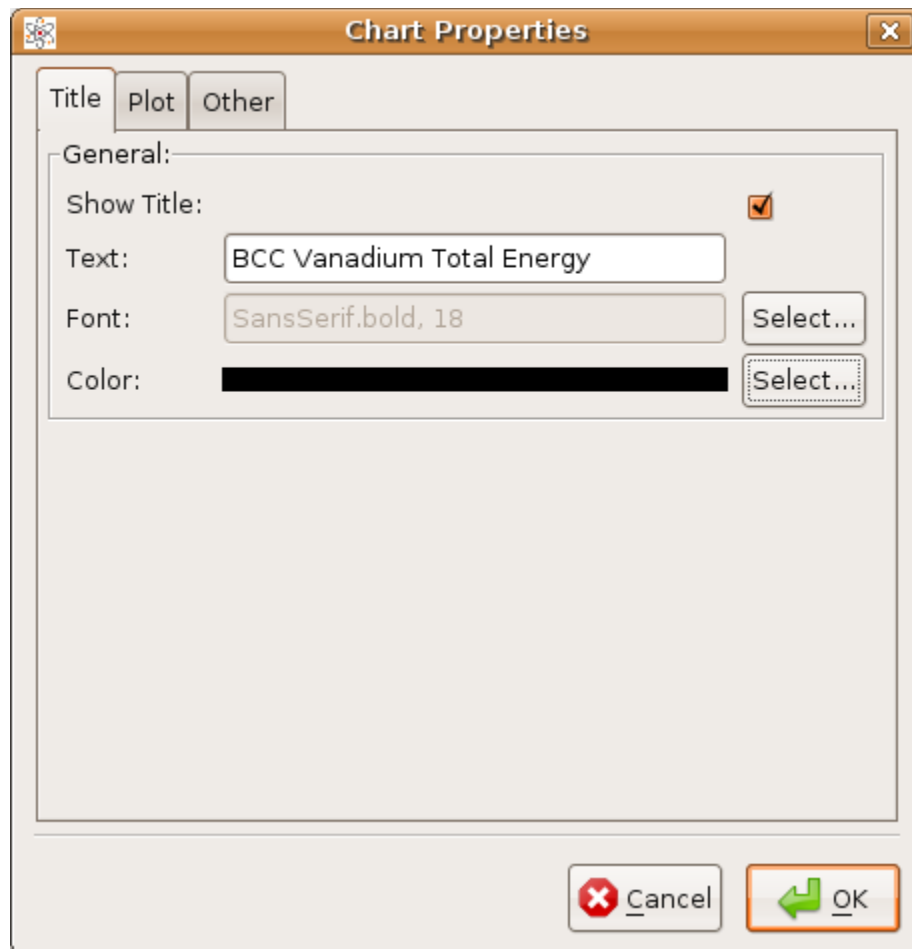 Chart Properties
Title Plot Other
General:
Show Title:
Text: BCC Vanadium Total Energy
Font: SansSerif.bold, 18 Select...
Color: Select...
Cancel OK